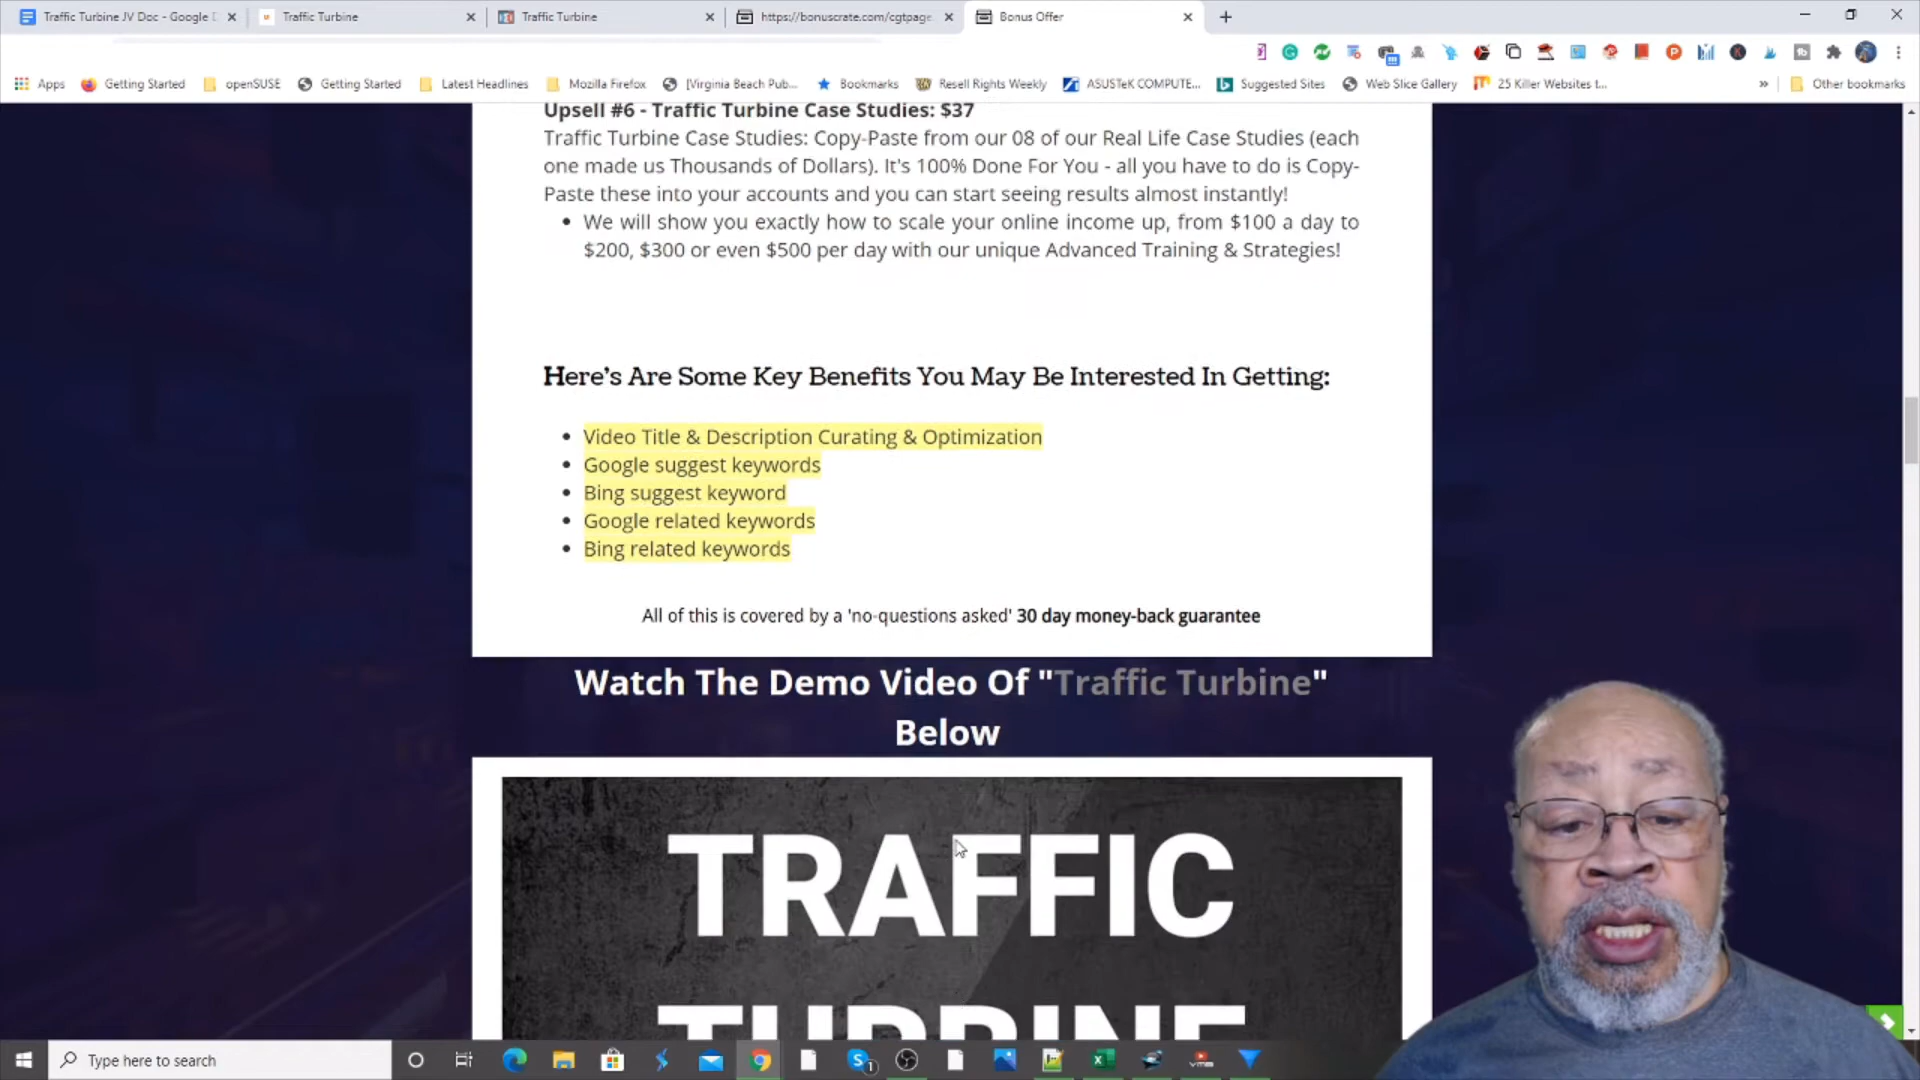 Traffic Turbine JV Doc - Google D
Traffic Turbine
Traffic Turbine
https://bonuscrate.com/cgtpage
Bonus Offer
Apps
Getting Started
openSUSE
Getting Started
Latest Headlines
Mozilla Firefox
[Virginia Beach Pub...
Bookmarks
Resell Rights Weekly
ASUSTeK COMPUTE...
Suggested Sites
Web Slice Gallery
25 Killer Websites t...
»
Other bookmarks
Upsell #6 - Traffic Turbine Case Studies: $37
Traffic Turbine Case Studies: Copy-Paste from our 08 of our Real Life Case Studies (each
one made us Thousands of Dollars). It's 100% Done For You - all you have to do is Copy-
Paste these into your accounts and you can start seeing results almost instantly!
• We will show you exactly how to scale your online income up, from $100 a day to
$200, $300 or even $500 per day with our unique Advanced Training & Strategies!
Here's Are Some Key Benefits You May Be Interested In Getting:
• Video Title & Description Curating & Optimization
• Google suggest keywords
• Bing suggest keyword
• Google related keywords
• Bing related keywords
All of this is covered by a 'no-questions asked' 30 day money-back guarantee
Watch The Demo Video Of "Traffic Turbine"
Below
TRAFFIC
TURBINE
Type here to search